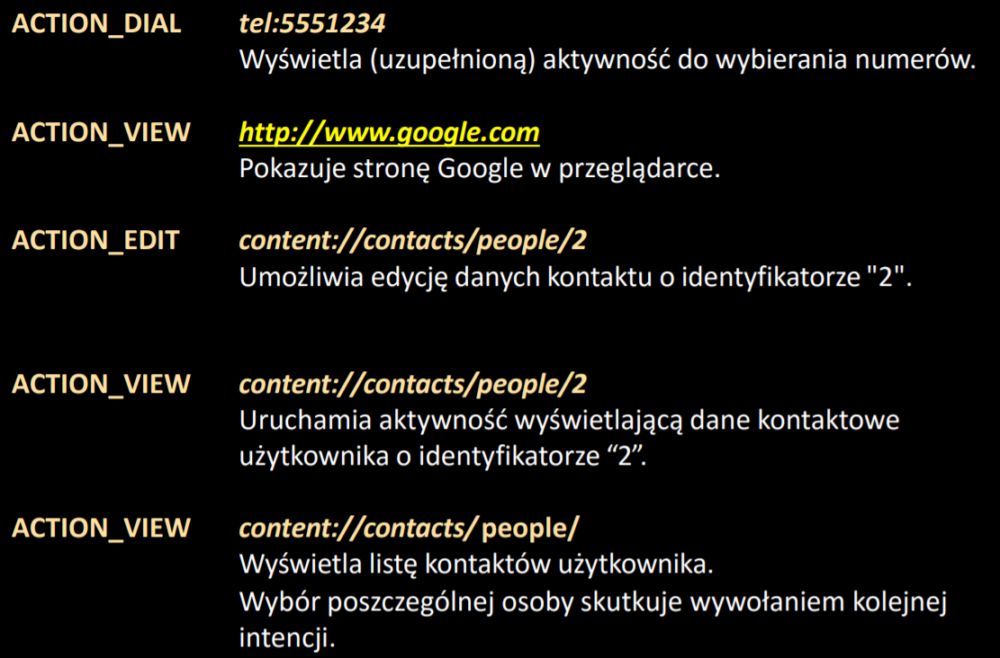 ACTION_DIAL tel:5551234
Wyświetla (uzupełnioną) aktywność do wybierania numerów.
ACTION_VIEW http://www.google.com
Pokazuje stronę Google w przeglądarce.
ACTION_EDIT content://contacts/people/2
Umożliwia edycję danych kontaktu o identyfikatorze "2".
ACTION_VIEW content://contacts/people/2
Uruchamia aktywność wyświetlającą dane kontaktowe
użytkownika o identyfikatorze “2”.
ACTION_VIEW content://contacts/ people/
Wyświetla listę kontaktów użytkownika.
Wybór poszczególnej osoby skutkuje wywołaniem kolejnej
intencji.